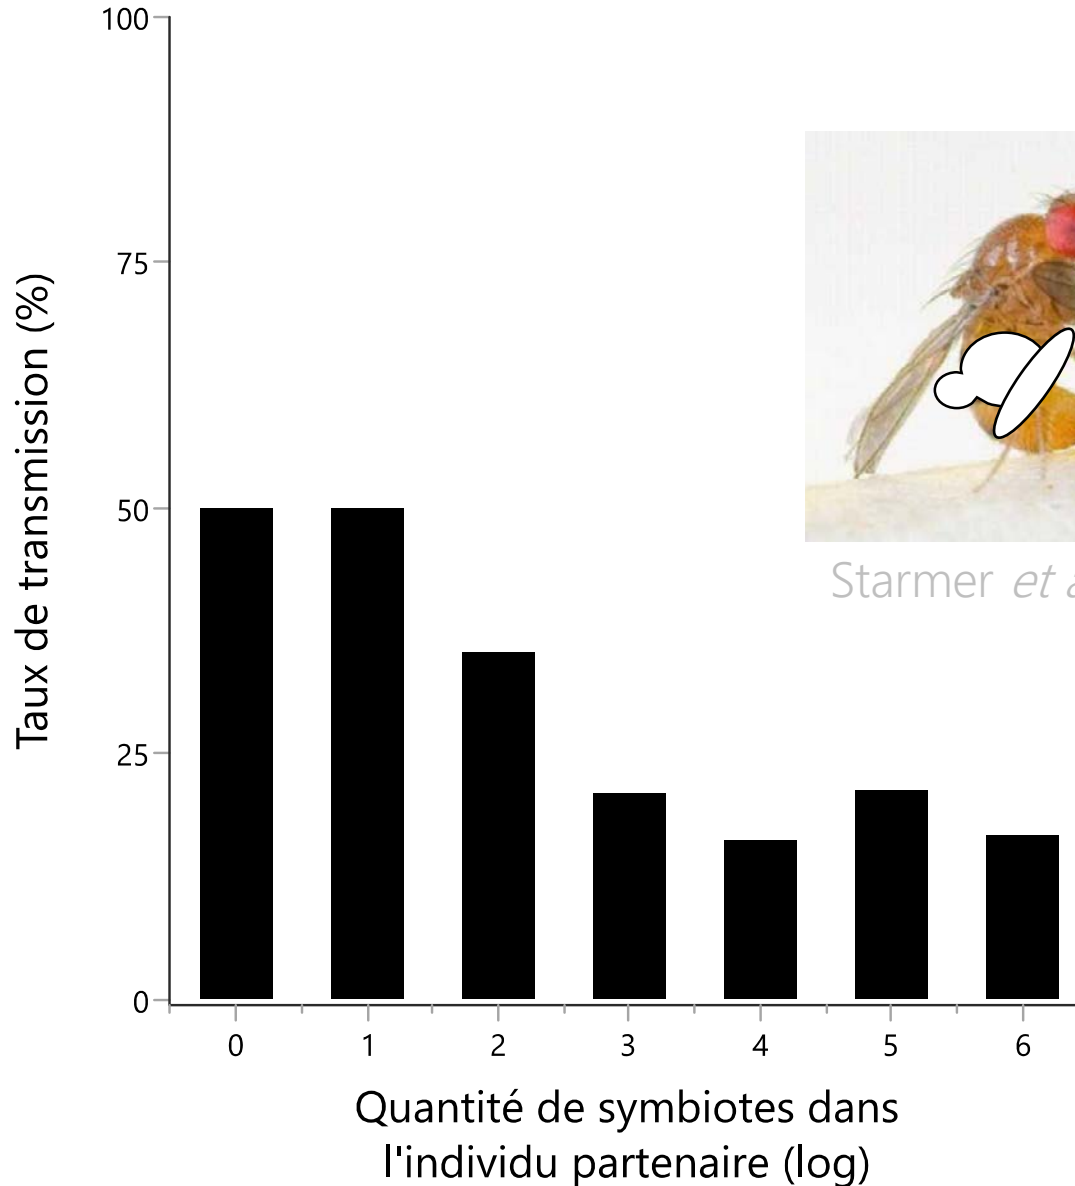 100
75
50
25
0
Taux de transmission (%)
Starmer et a
0 1 2 3 4 5 6
Quantité de symbiotes dans
l'individu partenaire (log)